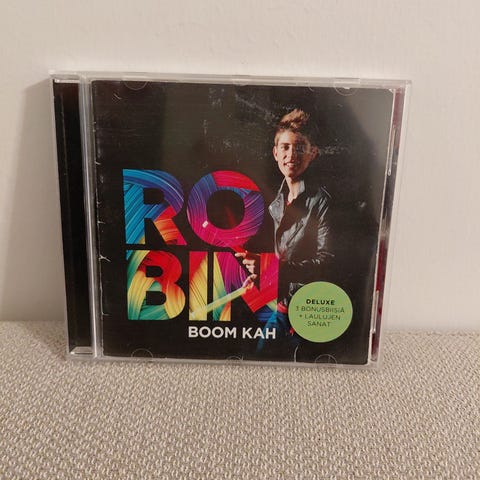 RO
BIN
BOOM KAH
DELUXE
3 BONUSBIISIÄ
+ LAULUJEN
SANAT